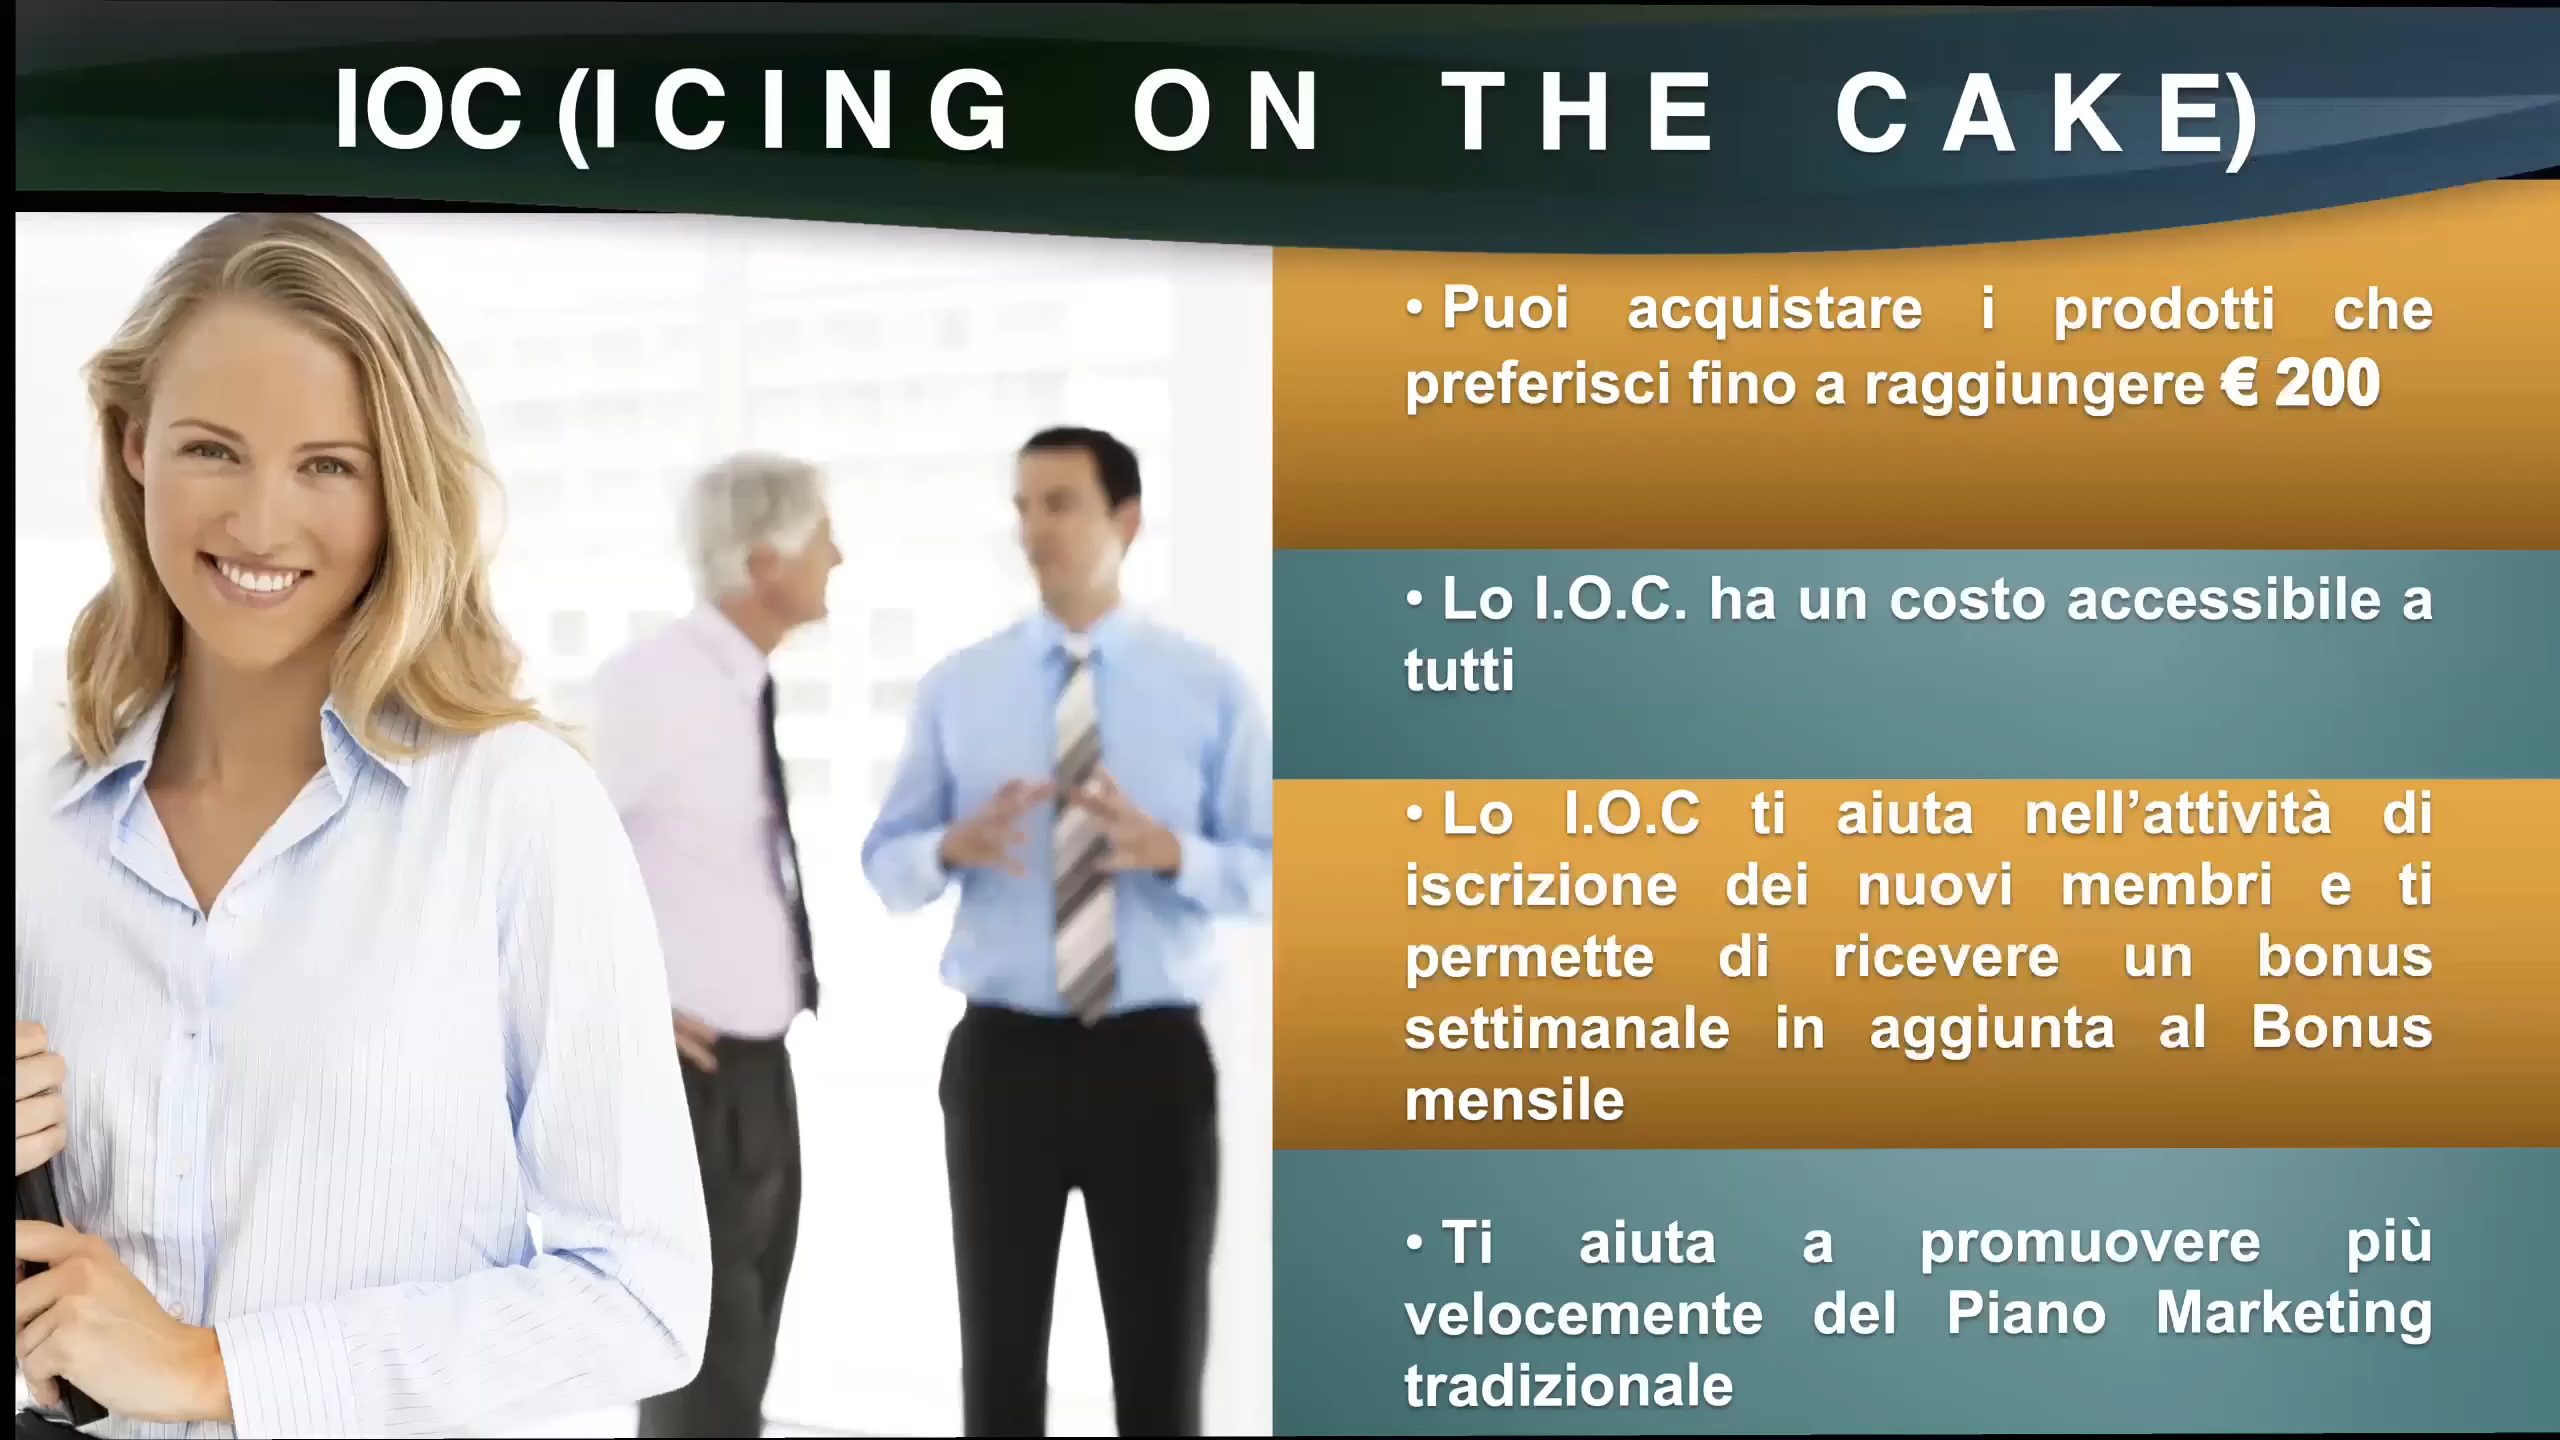 IOC (I C I N G O N T H E C A K E)
• Puoi acquistare i prodotti che
preferisci fino a raggiungere € 200
• Lo I.O.C. ha un costo accessibile a
tutti
• Lo I.O.C ti aiuta nell’attività di
iscrizione dei nuovi membri e ti
permette di ricevere un bonus
settimanale in aggiunta al Bonus
mensile
• Ti aiuta a promuovere più
velocemente del Piano Marketing
tradizionale